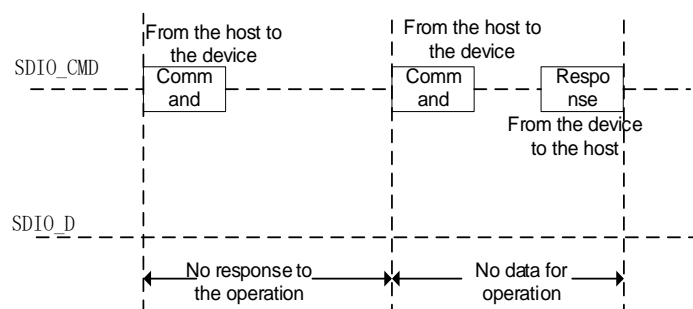 From the host to
the device
From the host to
the device
SDIO_CMD
Comm
and
Comm
and
Respo
nse
From the device
to the host
SDIO_D
No response to
the operation
No data for
operation